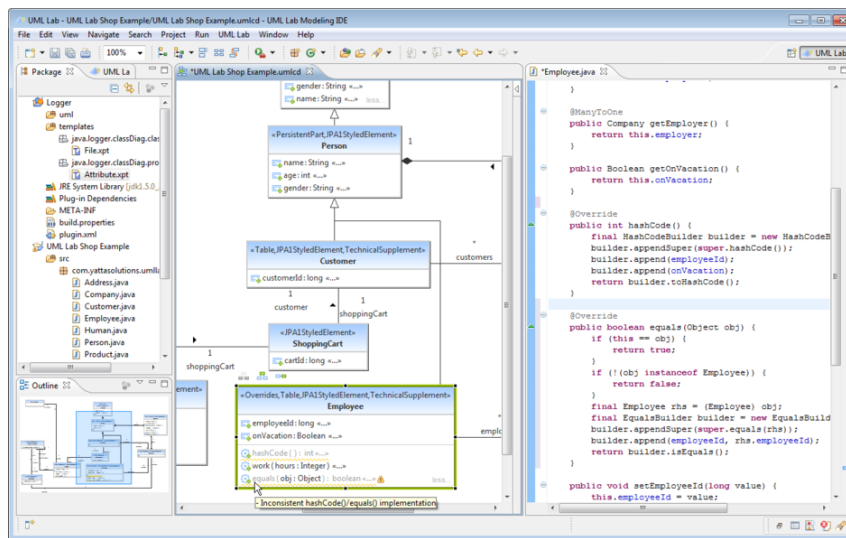 UML Lab - UML Lab Shop Example/UML Lab Shop Example.umlcd - UML Lab Modeling IDE
File Edit View Navigate Search Project Run UML Lab Window Help
100%
UML Lab
Package
UML La
Logger
uml
templates
java.logger.classDiag.clas
File.xpt
java.logger.classDiag.pro
Attribute.xpt
JRE System Library [jdk1.5.0_
Plug-in Dependencies
META-INF
build.properties
plugin.xml
UML Lab Shop Example
src
com.yattasolutions.umlla
Address.java
Company.java
Customer.java
Employee.java
Human.java
Person.java
Product.java
Outline
*UML Lab Shop Example.umlcd
gender: String «...»
name: String «...» less...
«PersistentPart,JPA1StyledElement»
Person
1
name: String «...»
age: int «...»
gender: String «...»
«Table,JPA1StyledElement,TechnicalSupplement»
Customer
customerId: long «...»
*
customers
1
customer
1
shoppingCart
«JPA1StyledElement»
ShoppingCart
cartId: long «...»
1
shoppingCart
ement»
«Overrides,Table,JPA1StyledElement,TechnicalSupplement»
Employee
employeeId: long «...»
onVacation: Boolean «...»
hashCode( ): int «...»
work (hours: Integer) «...»
equals (obj: Object): boolean «...» less...
*
emplo
- Inconsistent hashCode()/equals() implementation
*Employee.java
}
@ManyToOne
public Company getEmployer() {
return this.employer;
}
public Boolean getOnVacation() {
return this.onVacation;
}
@Override
public int hashCode() {
final HashCodeBuilder builder = new HashCodeB
builder.appendSuper(super.hashCode());
builder.append(employeeId);
builder.append(onVacation);
return builder.toHashCode();
}
@Override
public boolean equals(Object obj) {
if (this == obj) {
return true;
}
if (!(obj instanceof Employee)) {
return false;
}
final Employee rhs = (Employee) obj;
final EqualsBuilder builder = new EqualsBuild
builder.appendSuper(super.equals(rhs));
builder.append(employeeId, rhs.employeeId);
return builder.isEquals();
}
public void setEmployeeId(long value) {
this.employeeId = value;